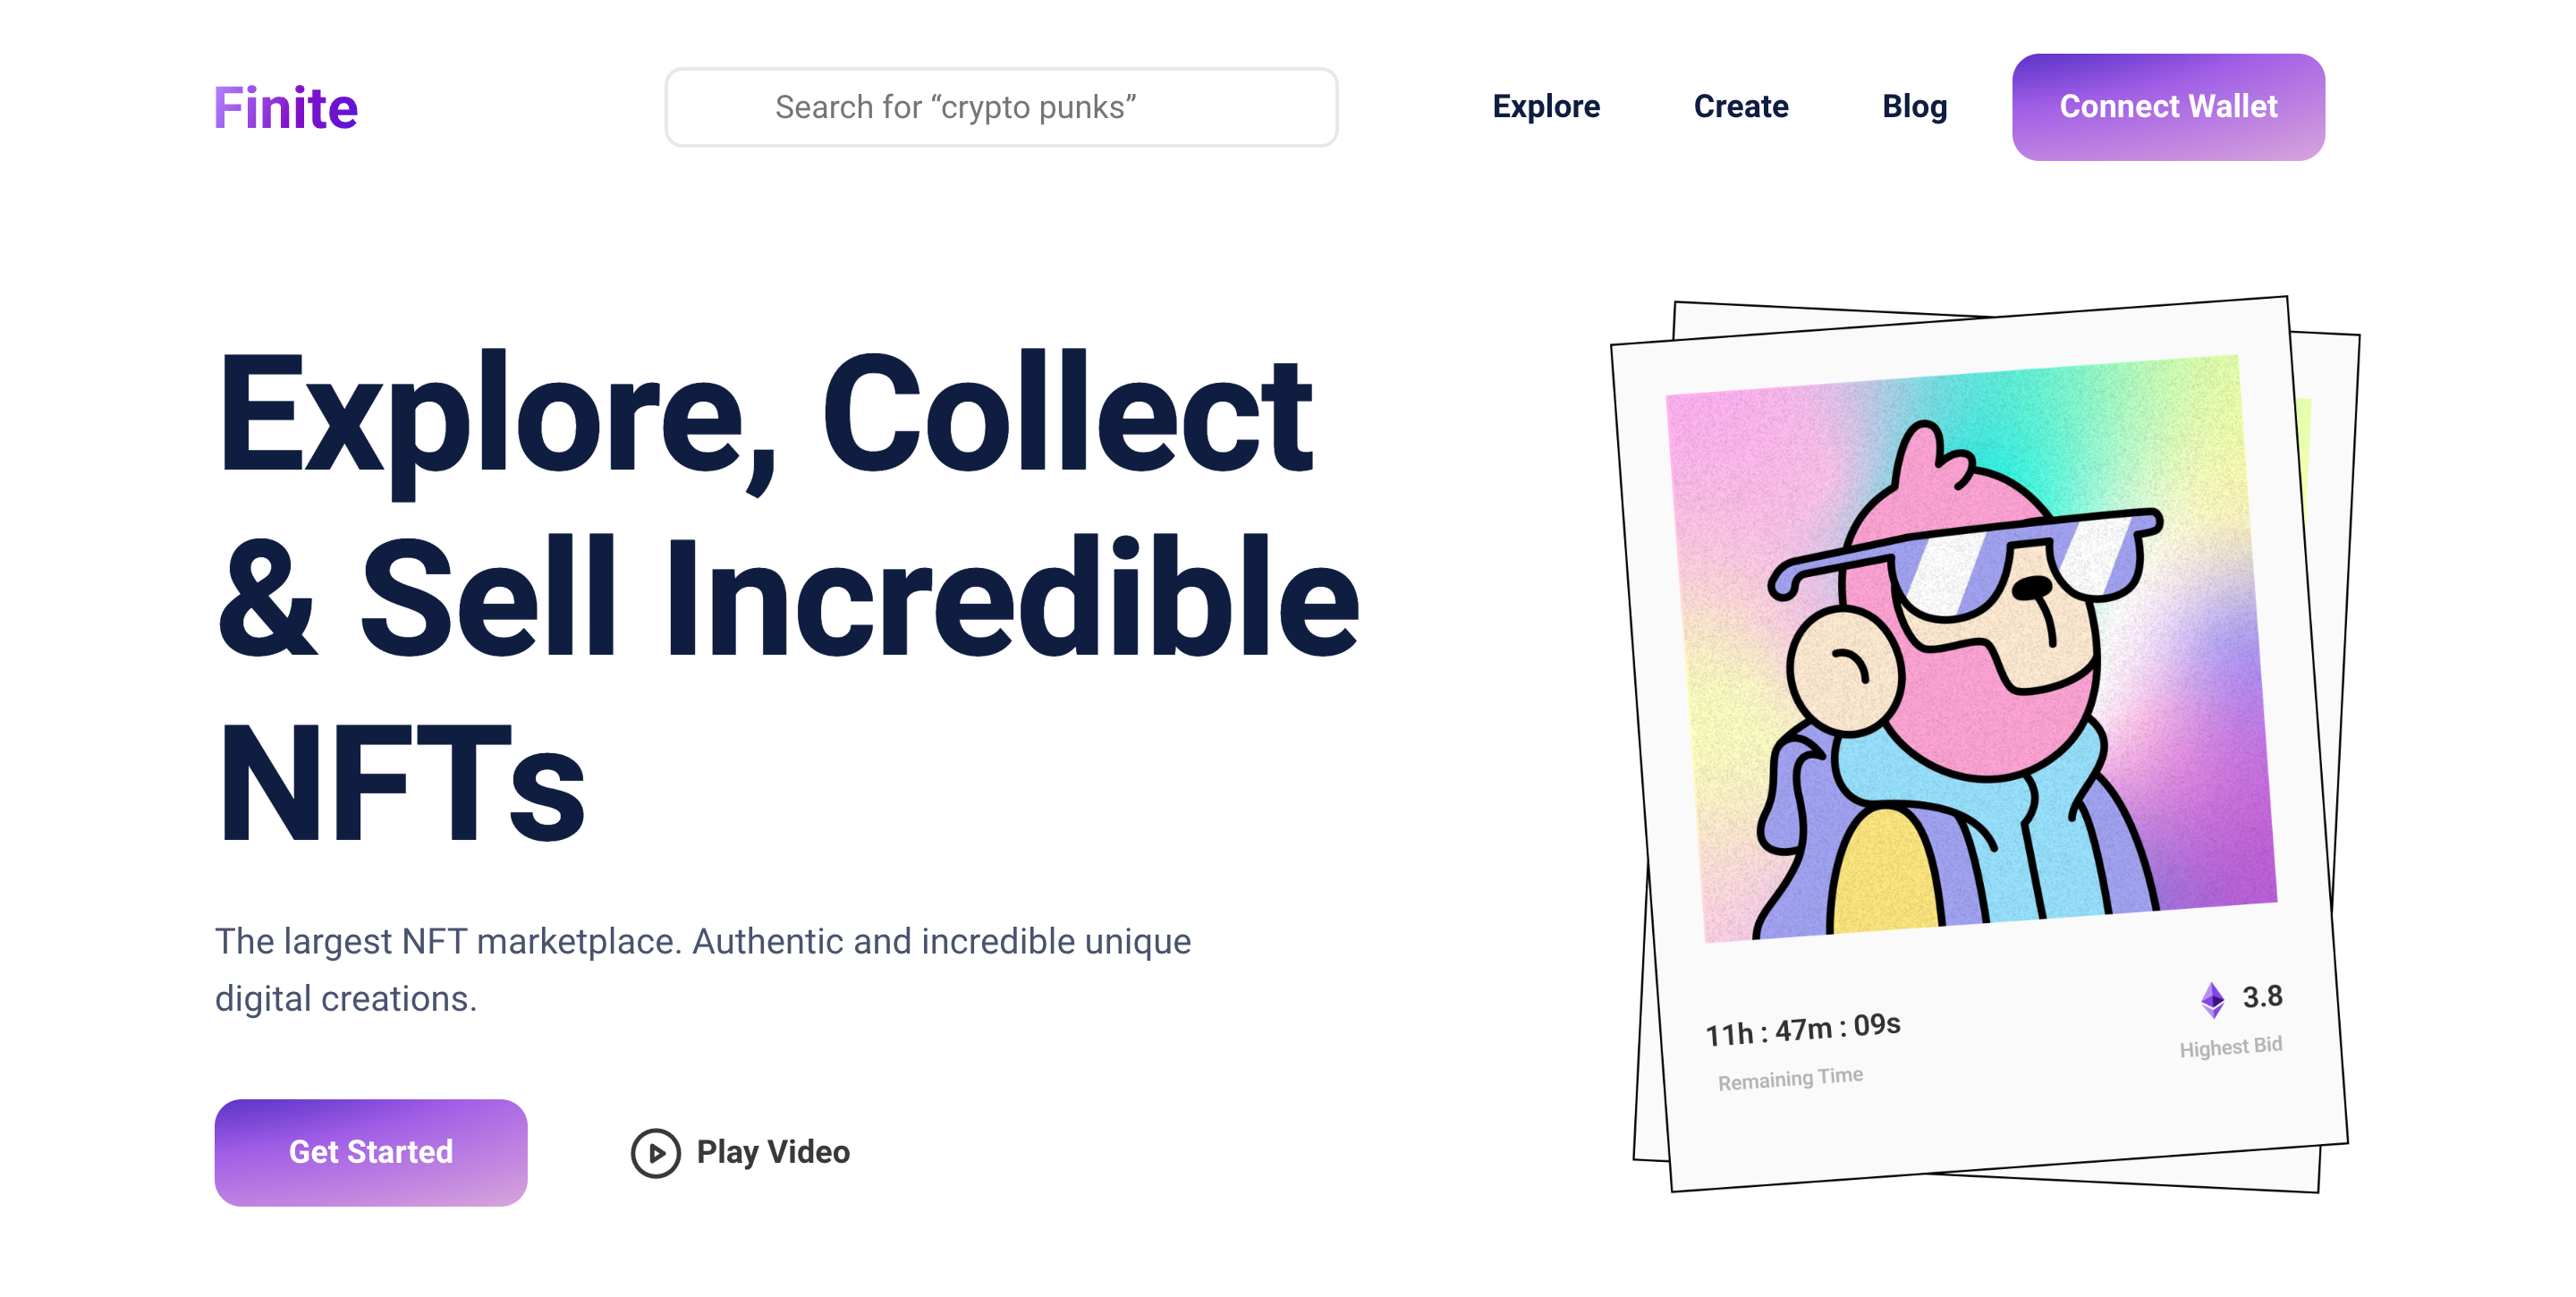 Finite
Search for “crypto punks”
Explore
Create
Blog
Connect Wallet
Explore, Collect
& Sell Incredible
NFTs
The largest NFT marketplace. Authentic and incredible unique
digital creations.
Get Started
Play Video
11h : 47m : 09s
Remaining Time
3.8
Highest Bid